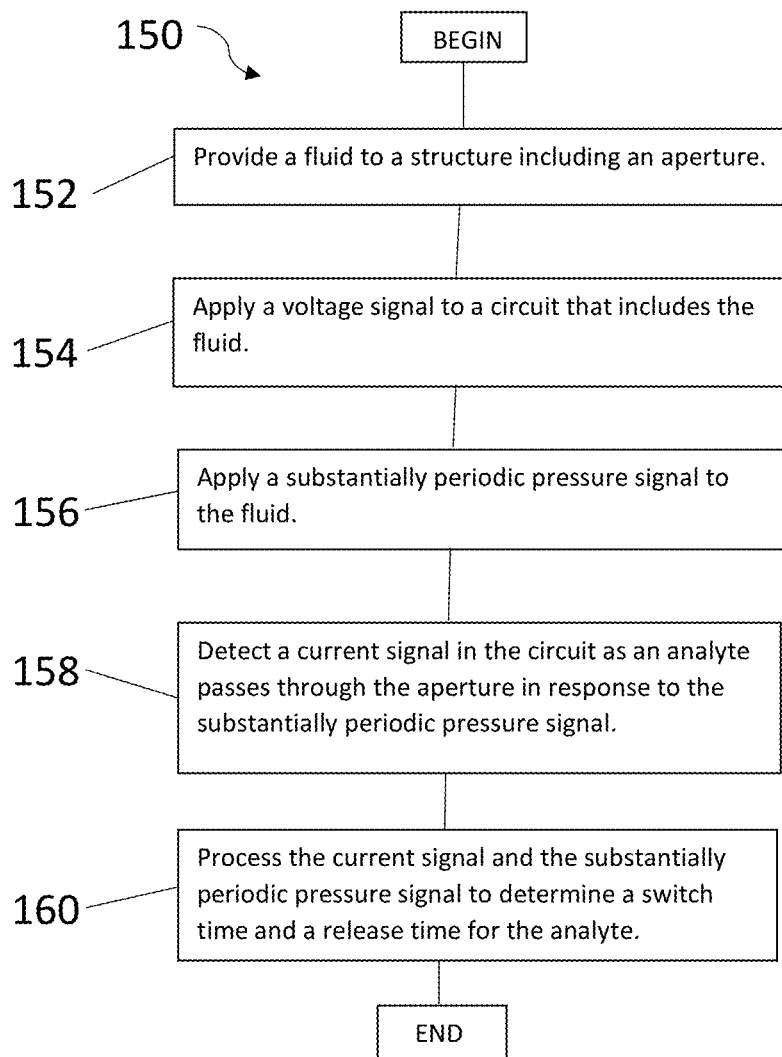 150
BEGIN
152
Provide a fluid to a structure including an aperture.
154
Apply a voltage signal to a circuit that includes the
fluid.
156
Apply a substantially periodic pressure signal to
the fluid.
158
Detect a current signal in the circuit as an analyte
passes through the aperture in response to the
substantially periodic pressure signal.
160
Process the current signal and the substantially
periodic pressure signal to determine a switch
time and a release time for the analyte.
END